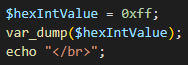 $hexIntValue = 0xff;
var_dump($hexIntValue);
echo "</br>";